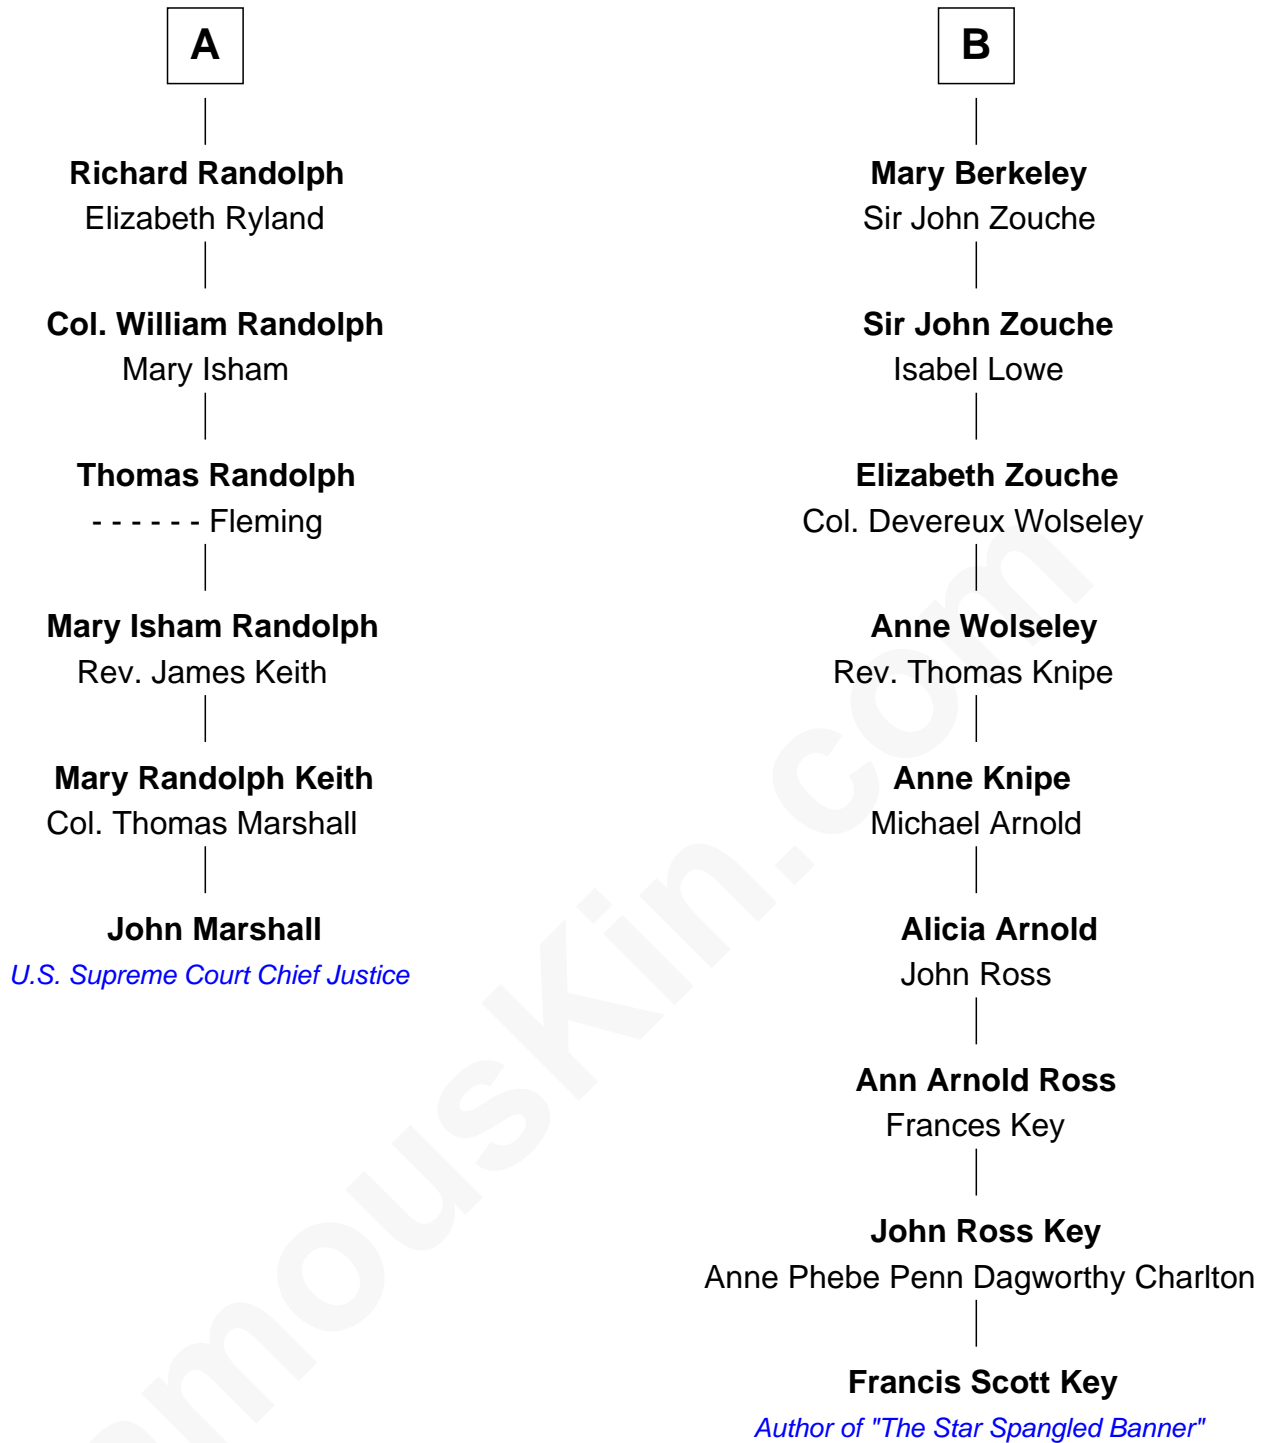 A
Richard Randolph
Elizabeth Ryland
Col. William Randolph
Mary Isham
Thomas Randolph
- - - - - - Fleming
Mary Isham Randolph
Rev. James Keith
Mary Randolph Keith
Col. Thomas Marshall
John Marshall
U.S. Supreme Court Chief Justice
B
Mary Berkeley
Sir John Zouche
Sir John Zouche
Isabel Lowe
Elizabeth Zouche
Col. Devereux Wolseley
Anne Wolseley
Rev. Thomas Knipe
Anne Knipe
Michael Arnold
Alicia Arnold
John Ross
Ann Arnold Ross
Frances Key
John Ross Key
Anne Phebe Penn Dagworthy Charlton
Francis Scott Key
Author of "The Star Spangled Banner"
amousKin.com